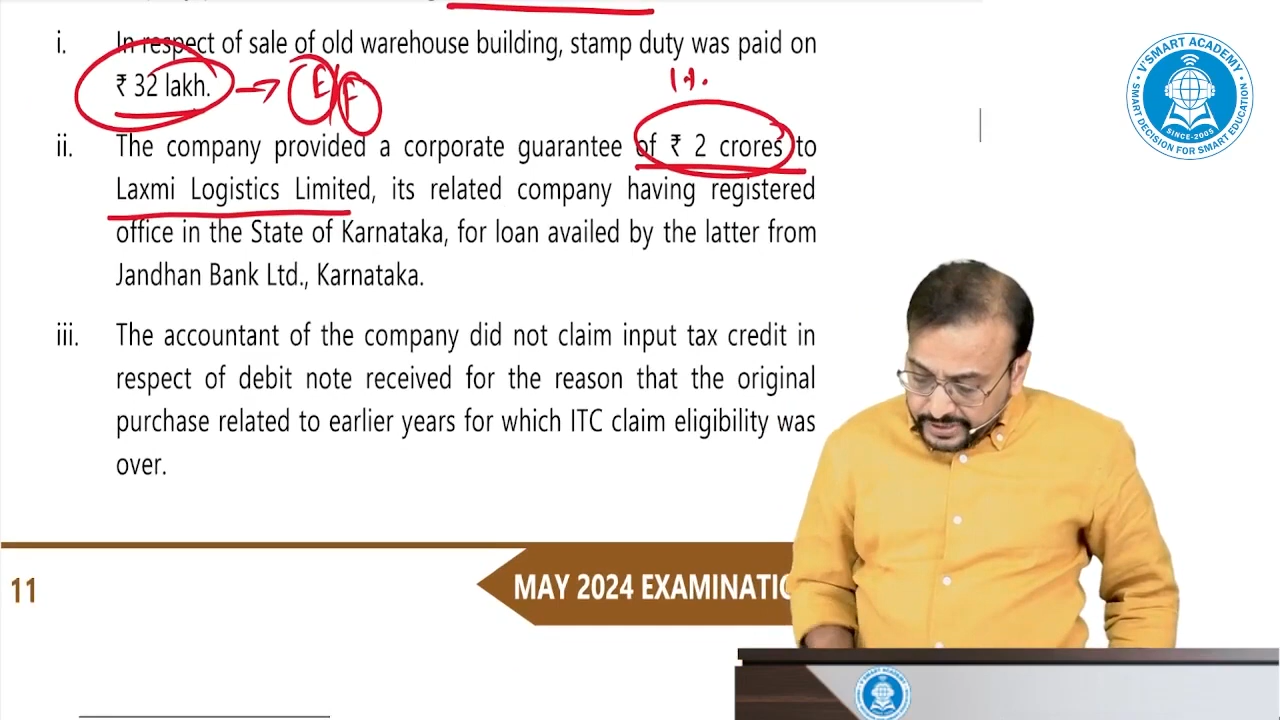 i. In respect of sale of old warehouse building, stamp duty was paid on
₹ 32 lakh. E F
1%.
ii. The company provided a corporate guarantee of ₹ 2 crores to
Laxmi Logistics Limited, its related company having registered
office in the State of Karnataka, for loan availed by the latter from
Jandhan Bank Ltd., Karnataka.
iii. The accountant of the company did not claim input tax credit in
respect of debit note received for the reason that the original
purchase related to earlier years for which ITC claim eligibility was
over.
11
MAY 2024 EXAMINATIO
V'SMART ACADEMY
SINCE-2005
SMART DECISION FOR SMART EDUCATION